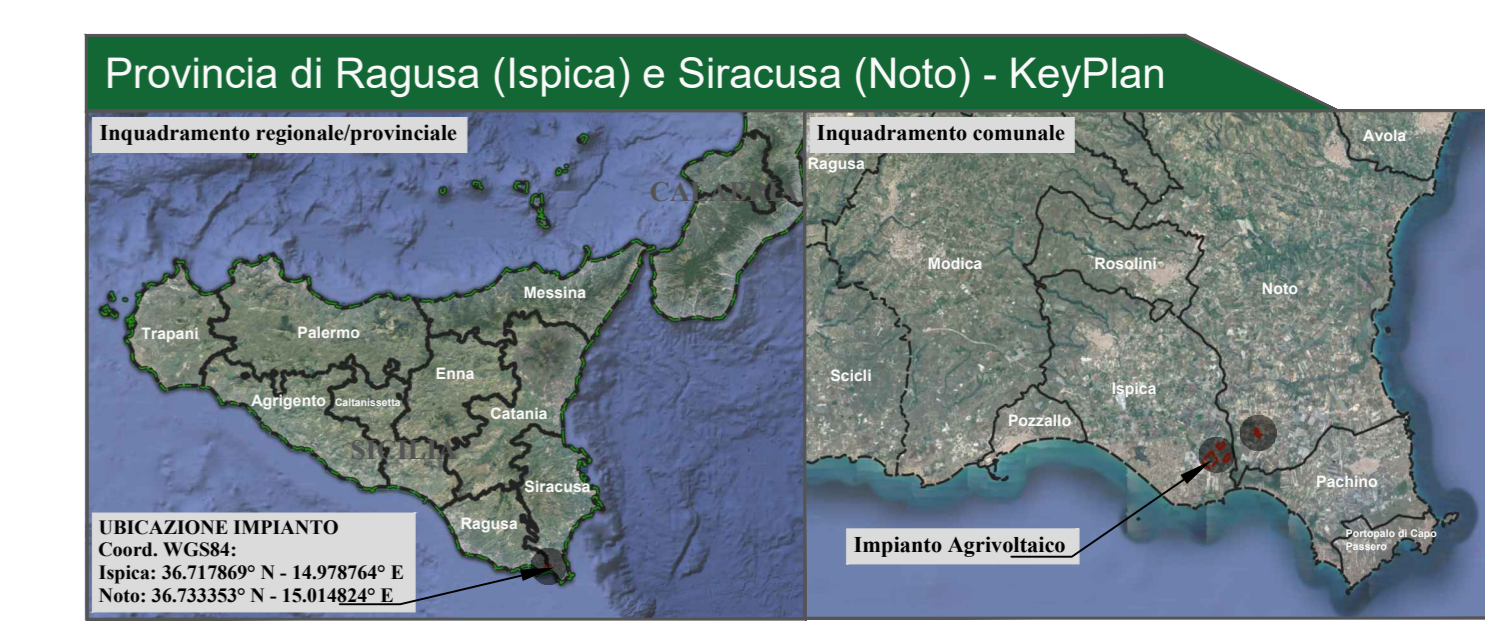 Provincia di Ragusa (Ispica) e Siracusa (Noto) - KeyPlan
Inquadramento regionale/provinciale
CALABRIA
Messina
Trapani
Palermo
Enna
Agrigento
Caltanissetta
Catania
SICILIA
Siracusa
Ragusa
UBICAZIONE IMPIANTO
Coord. WGS84:
Ispica: 36.717869° N - 14.978764° E
Noto: 36.733353° N - 15.014824° E
Inquadramento comunale
Avola
Ragusa
Modica
Rosolini
Noto
Scicli
Ispica
Pozzallo
Pachino
Portopalo di Capo
Passero
Impianto Agrivoltaico